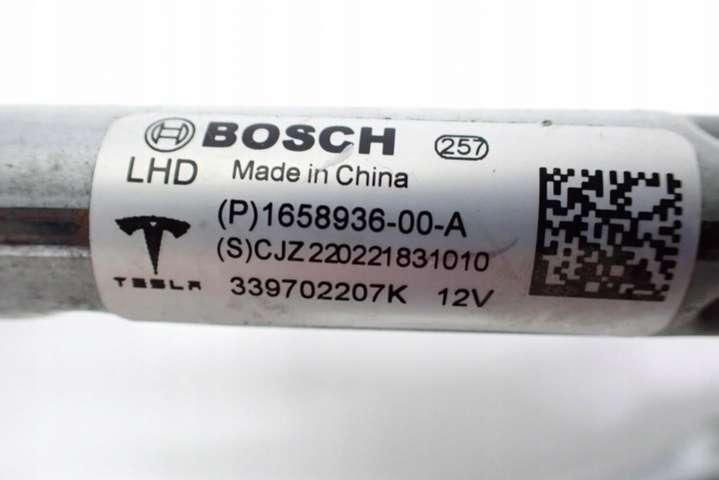 BOSCH 257
LHD Made in China
(P)1658936-00-A
(S)CJZ220221831010
TESLA 339702207K 12V